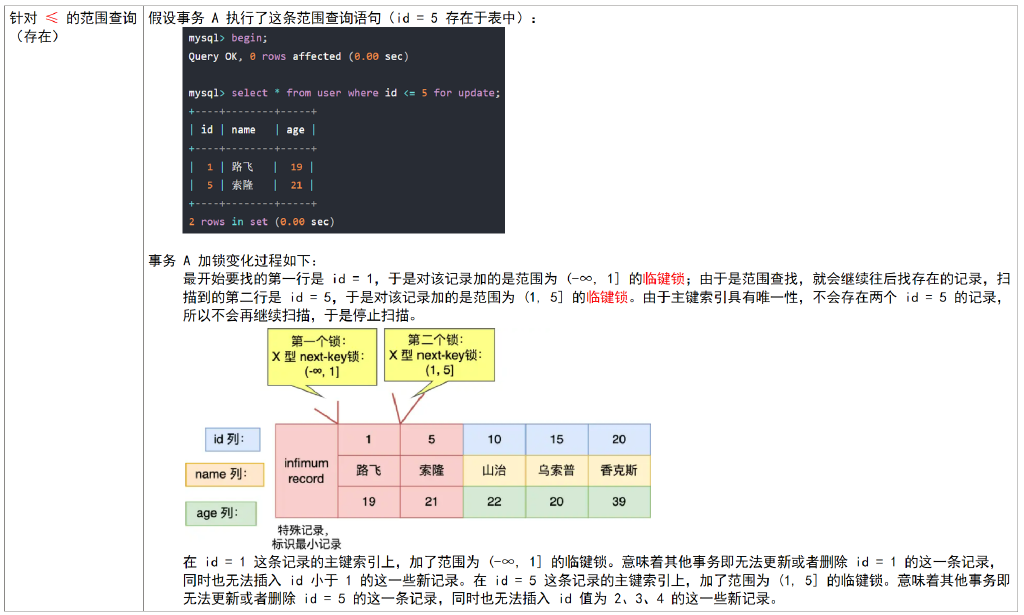 针对 ≤ 的范围查询
（存在）
假设事务 A 执行了这条范围查询语句（id = 5 存在于表中）：
mysql> begin;
Query OK, 0 rows affected (0.00 sec)
mysql> select * from user where id <= 5 for update;
+----+--------+-----+
| id | name   | age |
+----+--------+-----+
|  1 | 路飞   |  19 |
|  5 | 索隆   |  21 |
+----+--------+-----+
2 rows in set (0.00 sec)
事务 A 加锁变化过程如下：
最开始要找的第一行是 id = 1，于是对该记录加的是范围为 (-∞, 1] 的临键锁；由于是范围查找，就会继续往后找存在的记录，扫
描到的第二行是 id = 5，于是对该记录加的是范围为 (1, 5] 的临键锁。由于主键索引具有唯一性，不会存在两个 id = 5 的记录，
所以不会再继续扫描，于是停止扫描。
第一个锁：
X 型 next-key锁：
(-∞, 1]
第二个锁：
X 型 next-key锁：
(1, 5]
id 列： 1 5 10 15 20
infimum
record
name 列： 路飞 索隆 山治 乌索普 香克斯
age 列： 19 21 22 20 39
特殊记录，
标识最小记录
在 id = 1 这条记录的主键索引上，加了范围为 (-∞, 1] 的临键锁。意味着其他事务即无法更新或者删除 id = 1 的这一条记录，
同时也无法插入 id 小于 1 的这一些新记录。在 id = 5 这条记录的主键索引上，加了范围为 (1, 5] 的临键锁。意味着其他事务即
无法更新或者删除 id = 5 的这一条记录，同时也无法插入 id 值为 2、3、4 的这一些新记录。